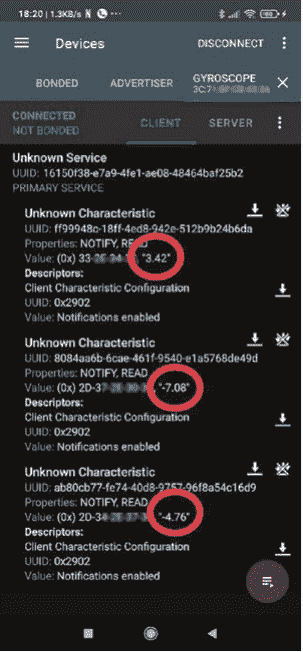 18:20 | 1.3KB/s
Devices
DISCONNECT
BONDED
ADVERTISER
GYROSCOPE
3C:7
CONNECTED
NOT BONDED
CLIENT
SERVER
Unknown Service
UUID: 16150f38-e7a9-4fe1-ae08-48464baf25b2
PRIMARY SERVICE
Unknown Characteristic
UUID: ff99948c-18ff-4ed8-942e-512b9b24b6da
Properties: NOTIFY, READ
Value: (0x) 33- "3.42"
Descriptors:
Client Characteristic Configuration
UUID: 0x2902
Value: Notifications enabled
Unknown Characteristic
UUID: 8084aa6b-6cae-461f-9540-e1a5768de49d
Properties: NOTIFY, READ
Value: (0x) 2D-37 "-7.08"
Descriptors:
Client Characteristic Configuration
UUID: 0x2902
Value: Notifications enabled
Unknown Characteristic
UUID: ab80cb77-fe74-40d8-9757-96f8a54c16d9
Properties: NOTIFY, READ
Value: (0x) 2D-34 "-4.76"
Descriptors:
Client Characteristic Configuration
UUID: 0x2902
Value: Notifications enabled